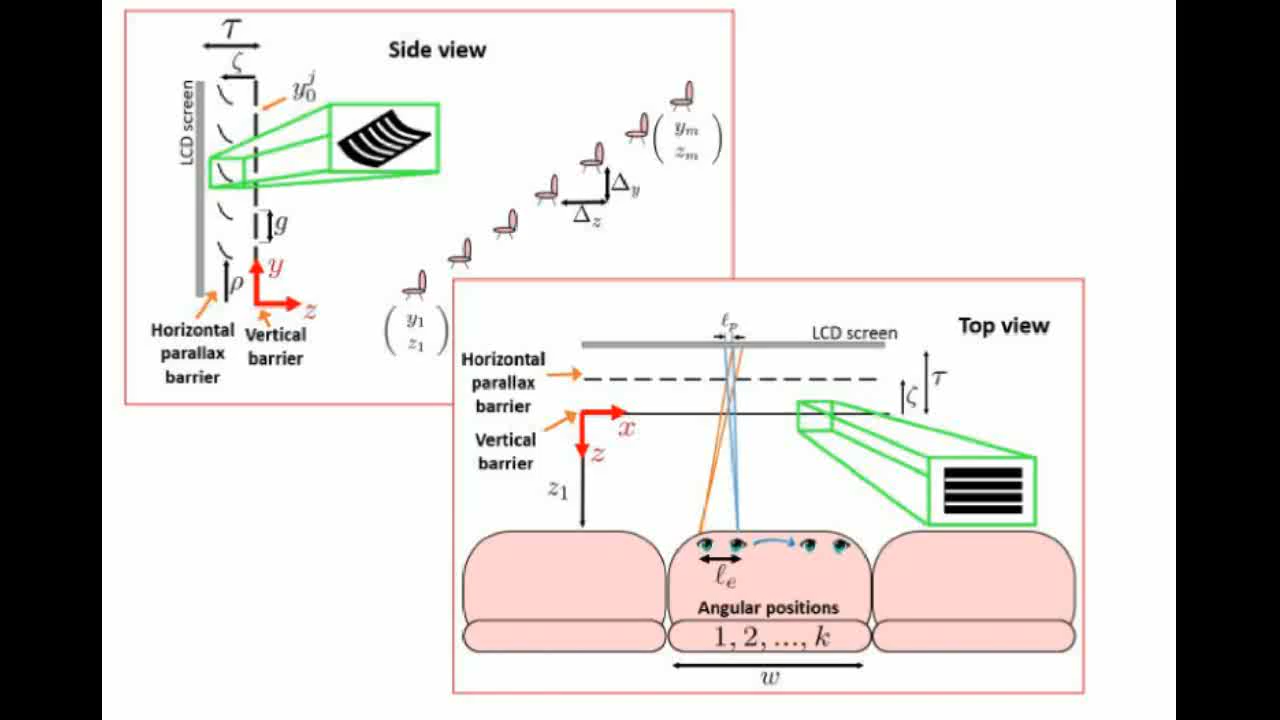 Side view
τ
ζ
LCD screen
y_0^j
g
ρ
y
z
Horizontal
parallax
barrier
Vertical
barrier
Δ_y
Δ_z
( y_m
z_m )
( y_1
z_1 )
Top view
ℓ_p
LCD screen
Horizontal
parallax
barrier
τ
ζ
Vertical
barrier
x
z
z_1
ℓ_e
Angular positions
1, 2, ..., k
w